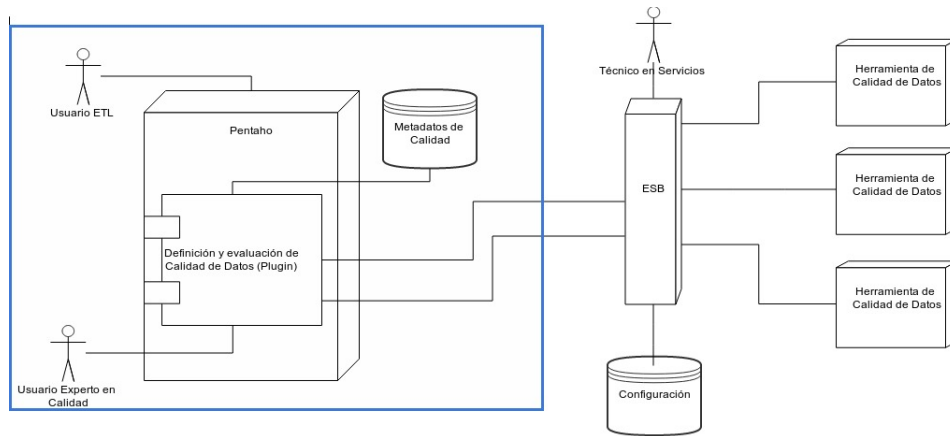 Usuario ETL
Pentaho
Metadatos de
Calidad
Definición y evaluación de
Calidad de Datos (Plugin)
Usuario Experto en
Calidad
Técnico en Servicios
ESB
Configuración
Herramienta de
Calidad de Datos
Herramienta de
Calidad de Datos
Herramienta de
Calidad de Datos